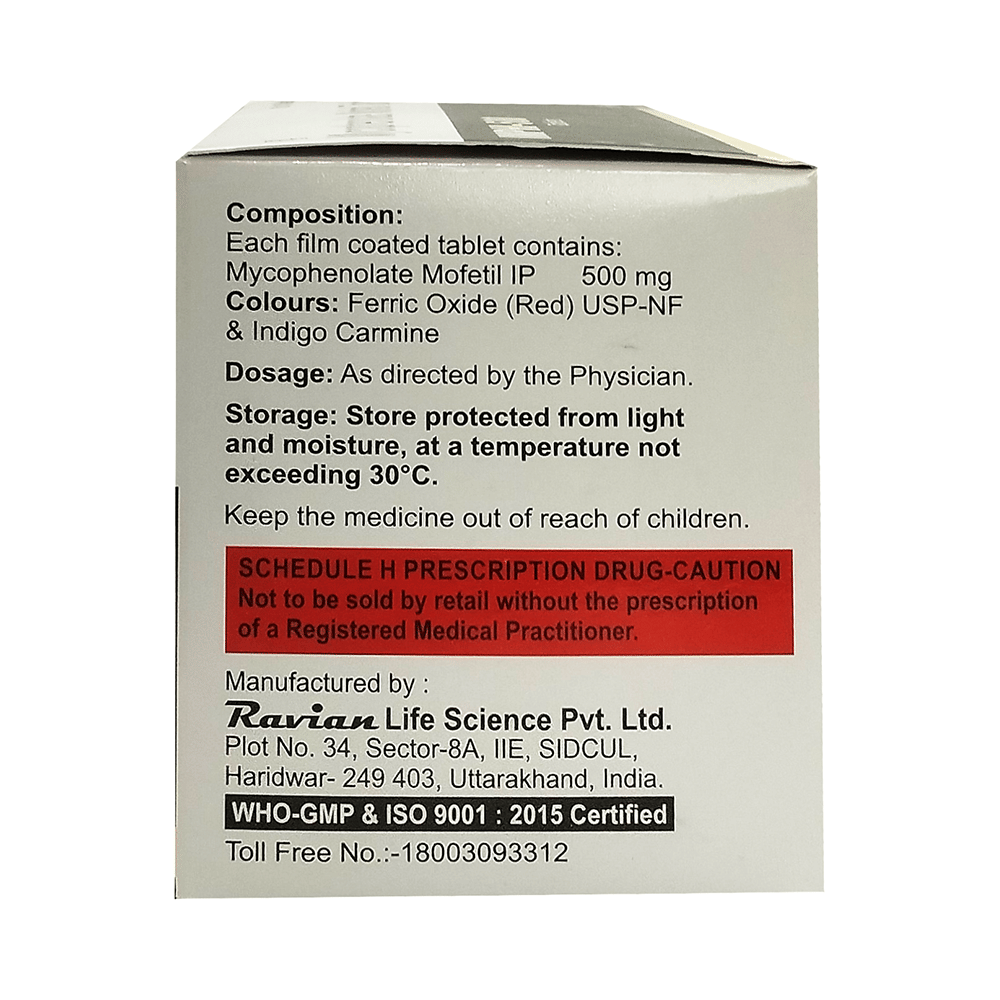 Composition:
Each film coated tablet contains:
Mycophenolate Mofetil IP 500 mg
Colours: Ferric Oxide (Red) USP-NF
& Indigo Carmine
Dosage: As directed by the Physician.
Storage: Store protected from light
and moisture, at a temperature not
exceeding 30°C.
Keep the medicine out of reach of children.
SCHEDULE H PRESCRIPTION DRUG-CAUTION
Not to be sold by retail without the prescription
of a Registered Medical Practitioner.
Manufactured by :
Ravian Life Science Pvt. Ltd.
Plot No. 34, Sector-8A, IIE, SIDCUL,
Haridwar- 249 403, Uttarakhand, India.
WHO-GMP & ISO 9001 : 2015 Certified
Toll Free No.:-18003093312